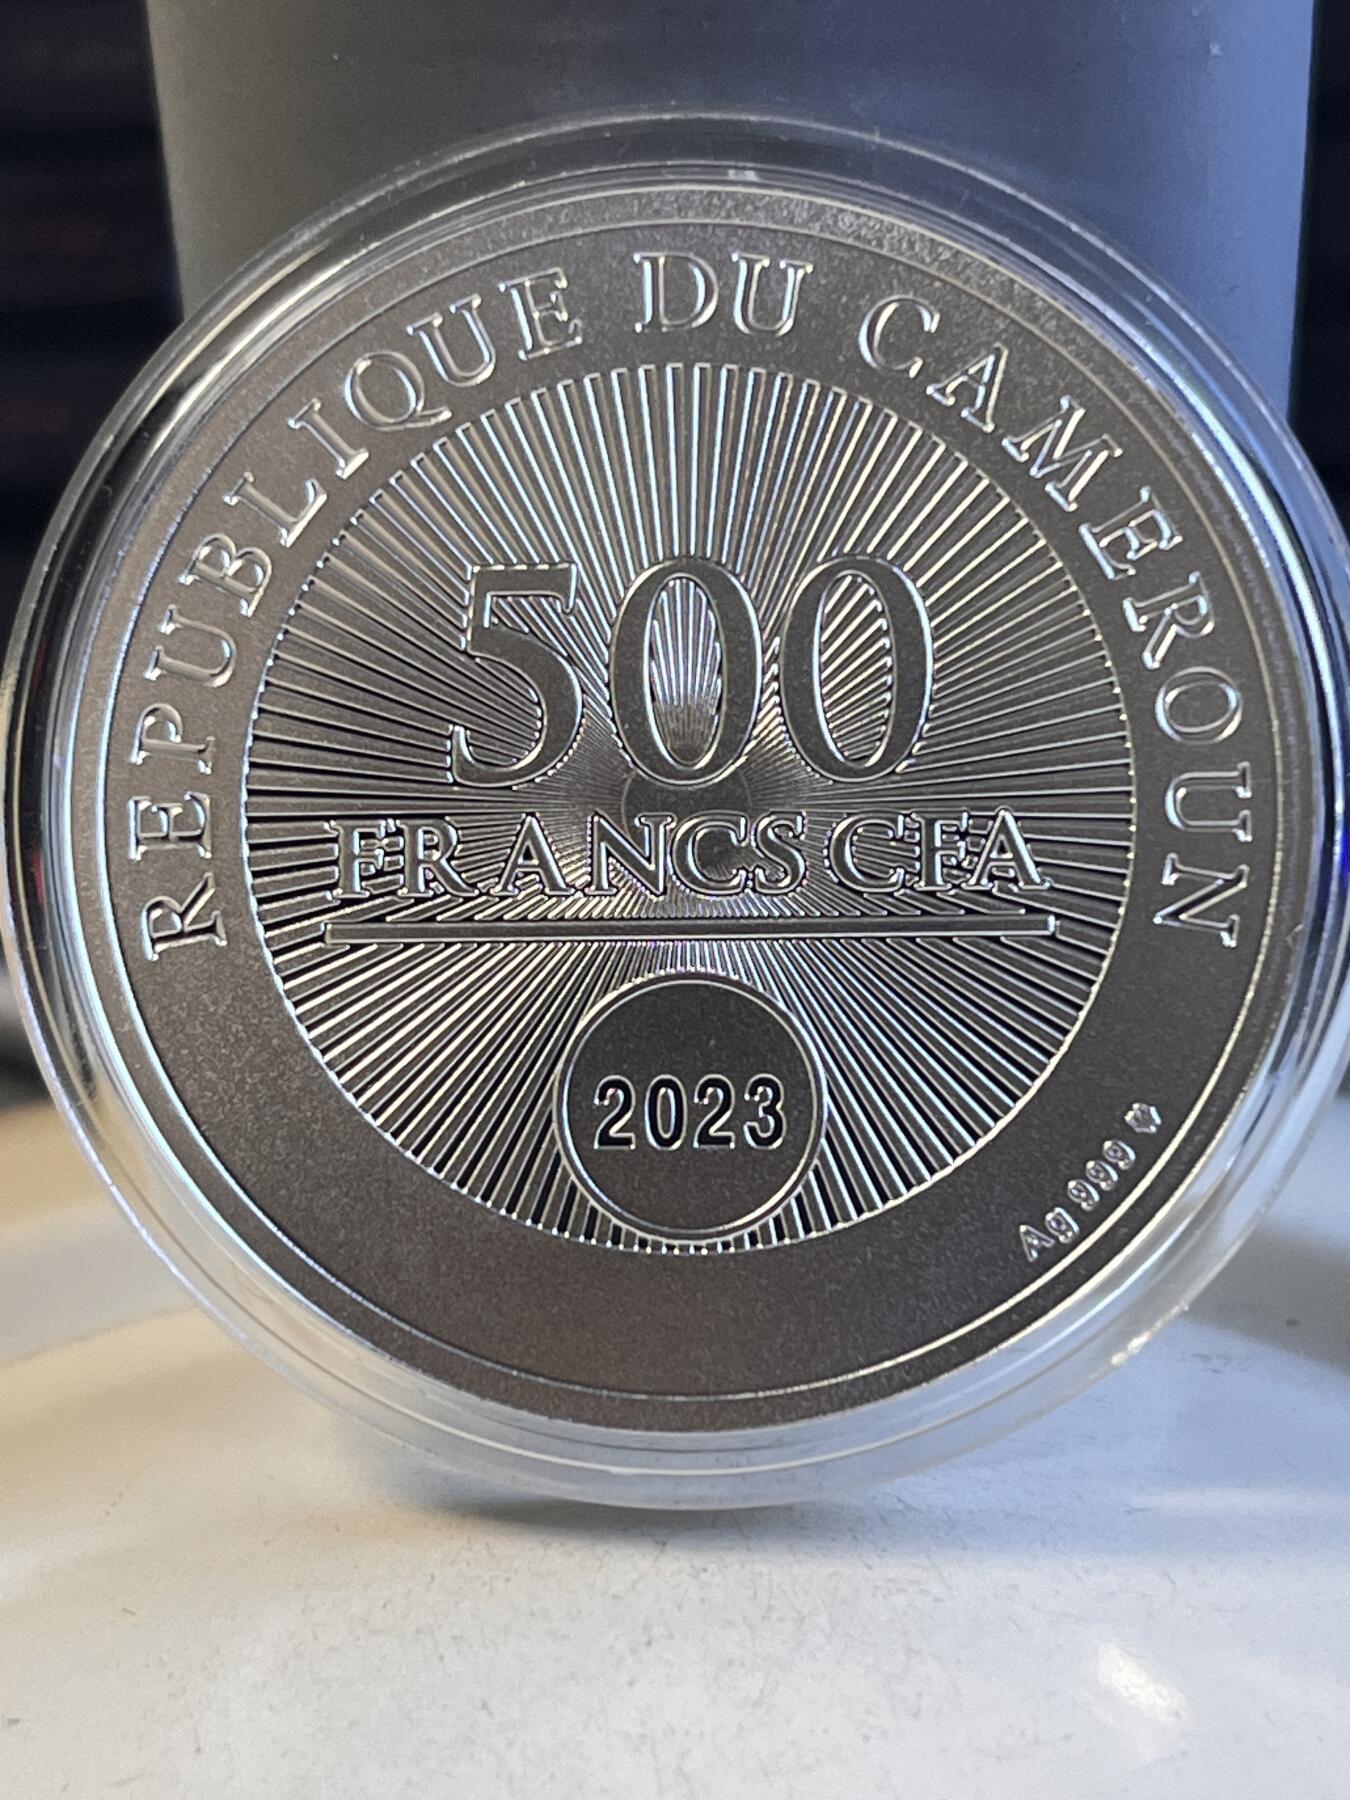 REPUBLIQUE DU CAMEROUN
500
FRANCS CFA
2023
Ag 999